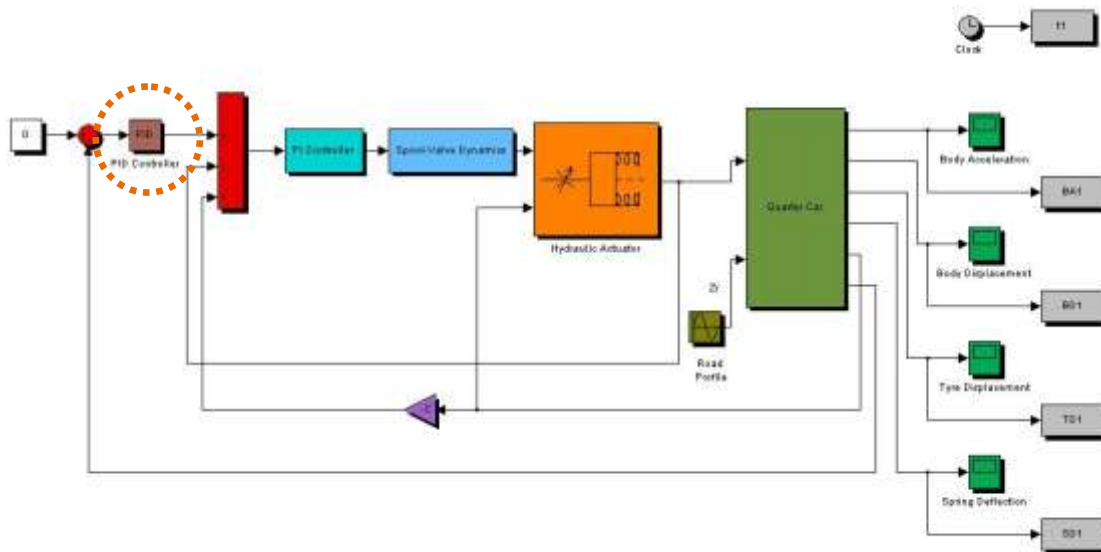 t1
Clock
0
PID
PID Controller
PI Controller
Spool-Valve Dynamics
Hydraulic Actuator
Quarter Car
Zr
Road
Profile
Body Acceleration
BA1
Body Displacement
BD1
Tyre Displacement
TD1
Spring Deflection
SD1